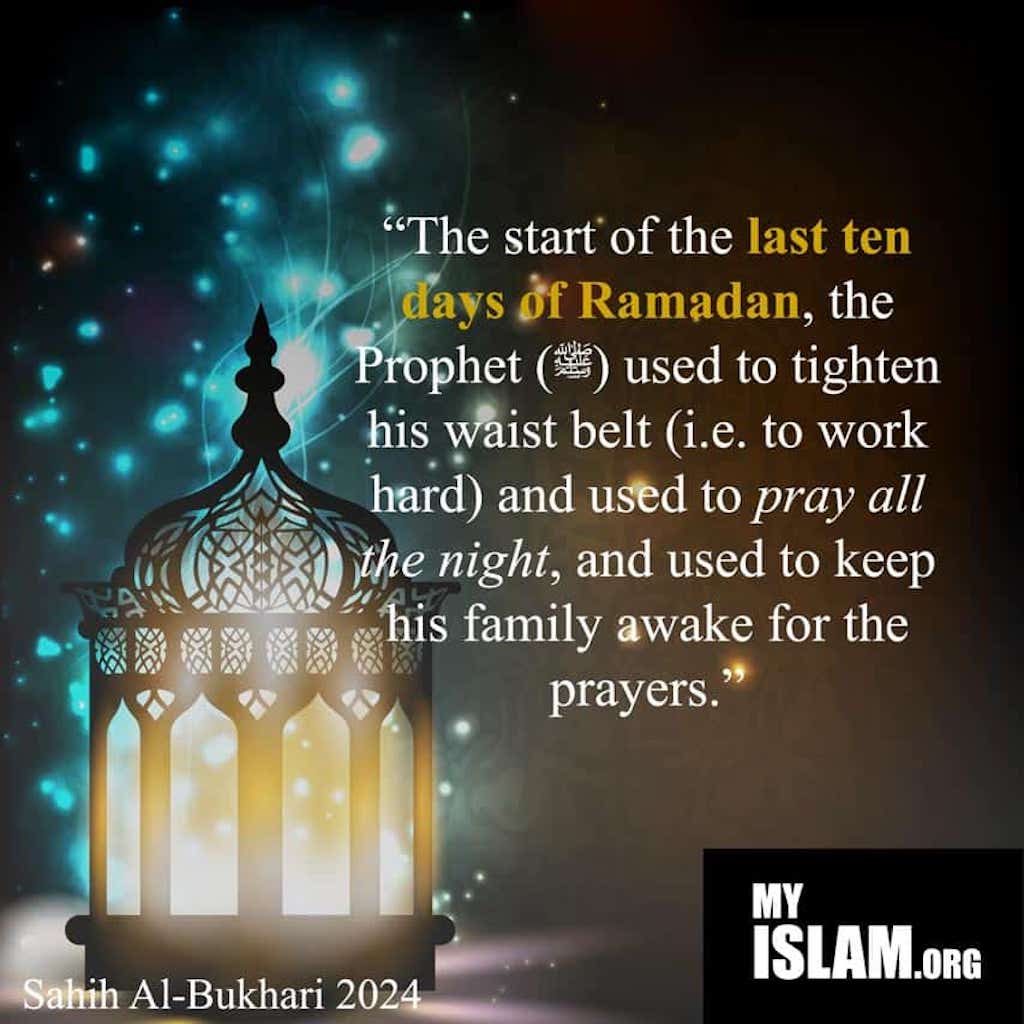 “The start of the last ten
days of Ramadan, the
Prophet (ﷺ) used to tighten
his waist belt (i.e. to work
hard) and used to pray all
the night, and used to keep
his family awake for the
prayers.”
MY
ISLAM.ORG
Sahih Al-Bukhari 2024